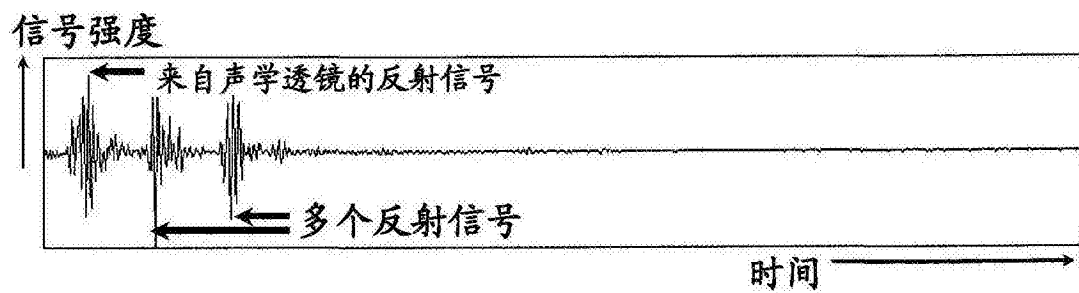 信号强度
来自声学透镜的反射信号
多个反射信号
时间